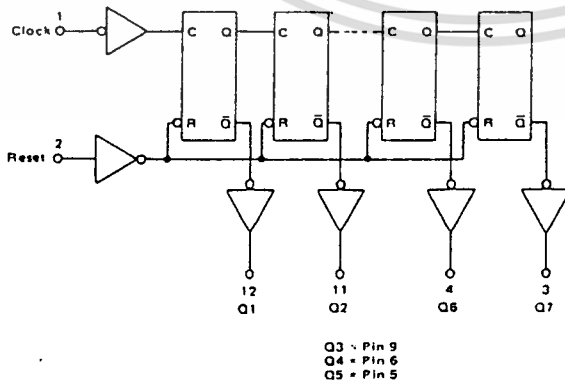 1
Clock
C Q
C Q
C Q
C Q
R Q̅
R Q̅
R Q̅
R Q̅
2
Reset
12
Q1
11
Q2
4
Q6
3
Q7
Q3 = Pin 9
Q4 = Pin 6
Q5 = Pin 5